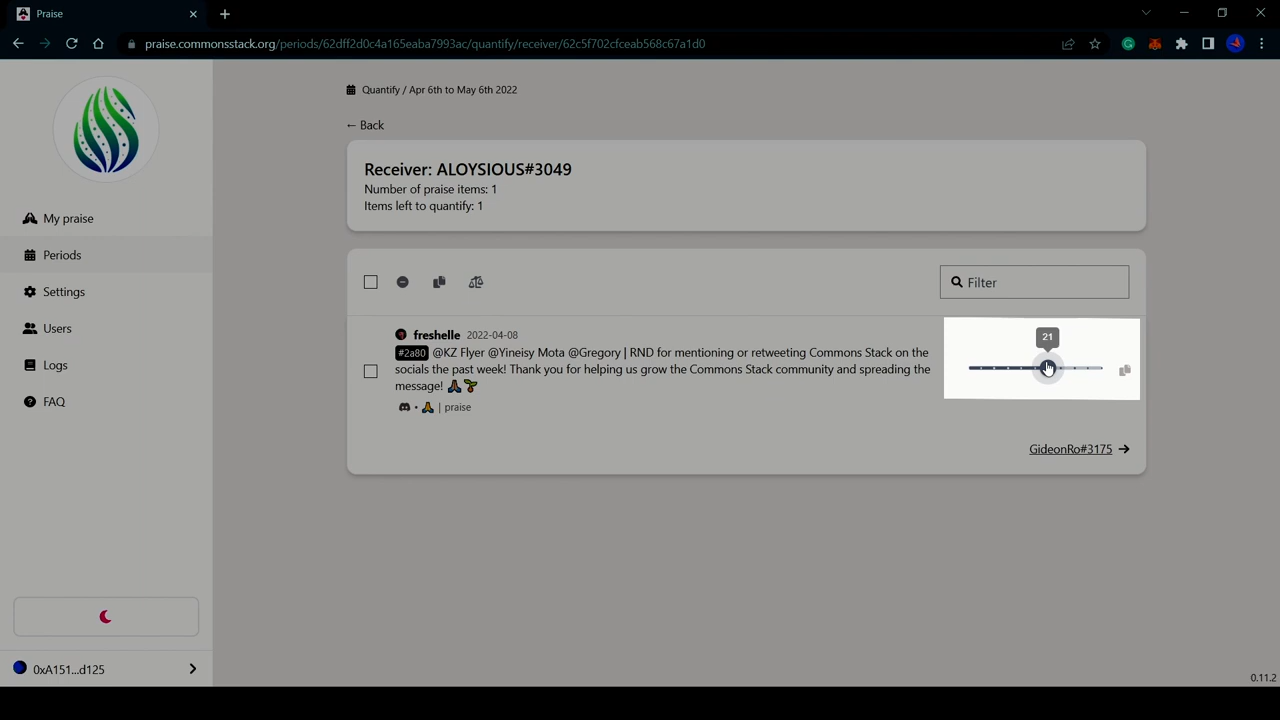 Praise
praise.commonsstack.org/periods/62dff2d0c4a165eaba7993ac/quantify/receiver/62c5f702cfceab568c67a1d0
Quantify / Apr 6th to May 6th 2022
← Back
Receiver: ALOYSIOUS#3049
Number of praise items: 1
Items left to quantify: 1
My praise
Periods
Settings
Users
Logs
FAQ
Filter
freshelle 2022-04-08
#2a80 @KZ Flyer @Yineisy Mota @Gregory | RND for mentioning or retweeting Commons Stack on the
socials the past week! Thank you for helping us grow the Commons Stack community and spreading the
message! 🙏🌱
• 🙏 | praise
21
GideonRo#3175 →
0xA151...d125
0.11.2